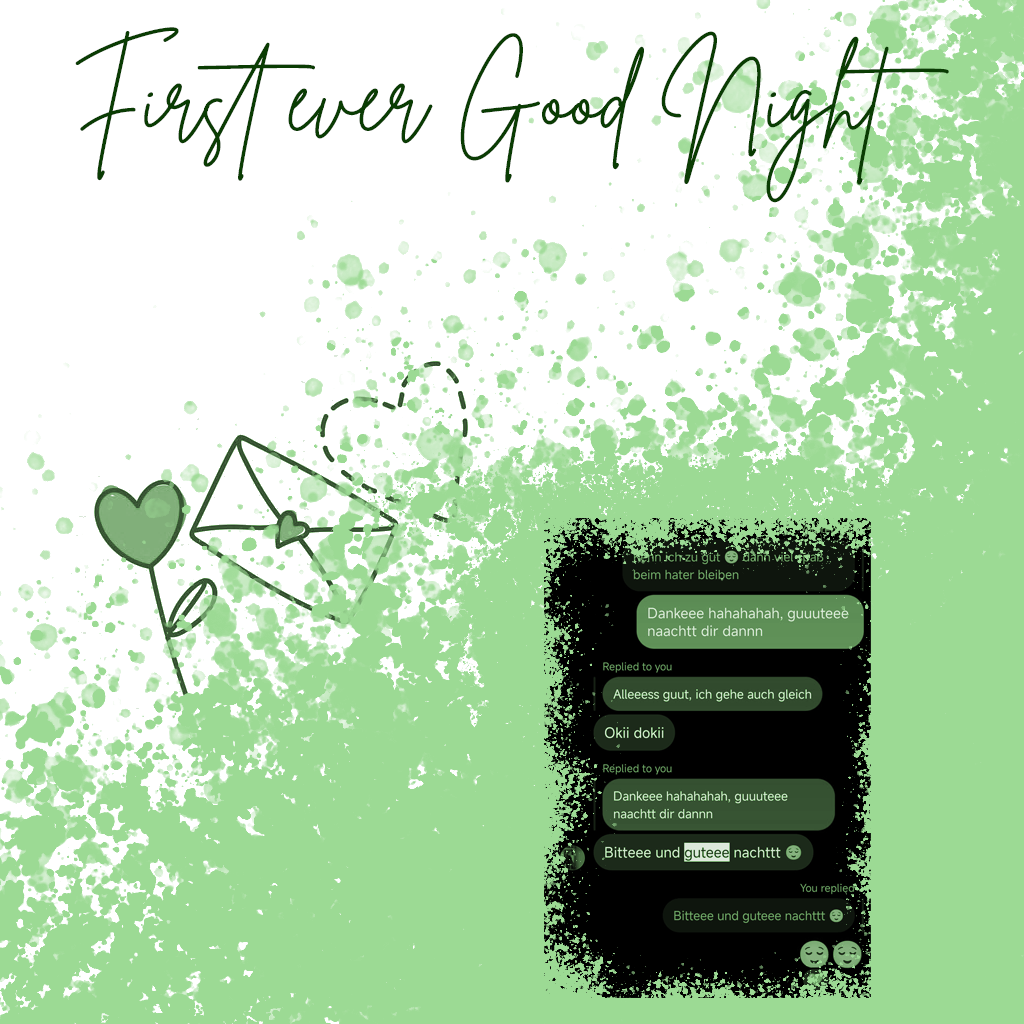 First ever Good Night
ich zu gut 😌 dann viel
beim hater bleiben
Dankeee hahahahah, guuuteee
naachtt dir dannn
Replied to you
Alleeess guut, ich gehe auch gleich
Okii dokii
Replied to you
Dankeee hahahahah, guuuteee
naachtt dir dannn
Bitteee und guteee nachttt 😌
You replied
Bitteee und guteee nachttt 😌
😌😌